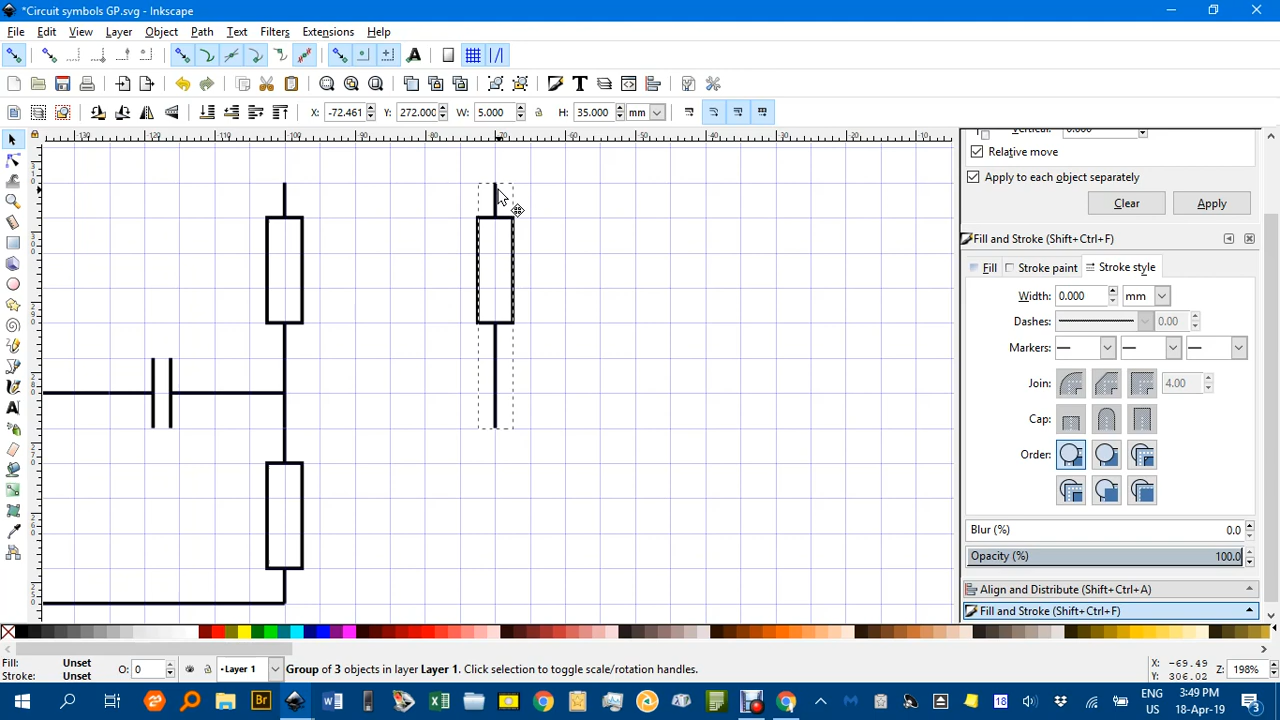 *Circuit symbols GP.svg - Inkscape
File Edit View Layer Object Path Text Filters Extensions Help
X: -72.461 Y: 272.000 W: 5.000 H: 35.000 mm
Relative move
Apply to each object separately
Clear Apply
Fill and Stroke (Shift+Ctrl+F)
Fill Stroke paint Stroke style
Width: 0.000 mm
Dashes: 0.00
Markers:
Join: 4.00
Cap:
Order:
Blur (%) 0.0
Opacity (%) 100.0
Align and Distribute (Shift+Ctrl+A)
Fill and Stroke (Shift+Ctrl+F)
Fill: Unset O: 0 Layer 1 Group of 3 objects in layer Layer 1. Click selection to toggle scale/rotation handles. X: -69.49 Z: 198%
Stroke: Unset Y: 306.02
ENG 3:49 PM
US 18-Apr-19